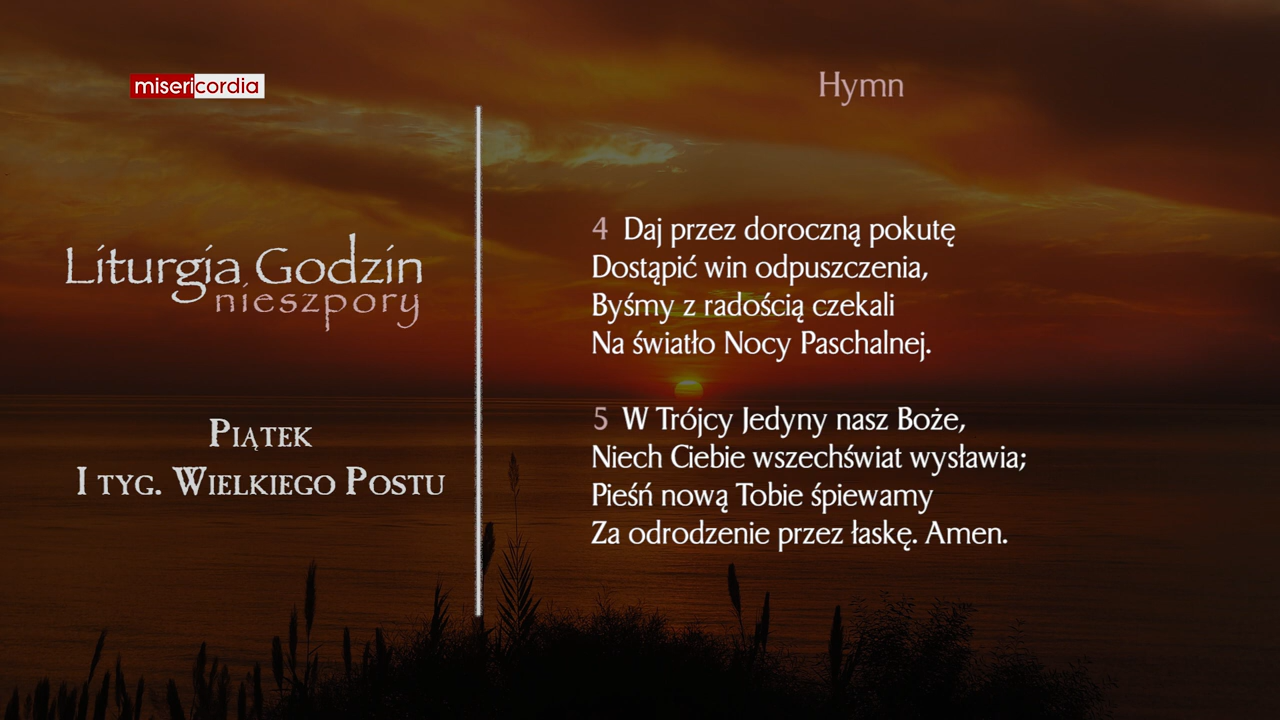 misericordia
Liturgia Godzin
nieszpory
Piątek
I tyg. Wielkiego Postu
Hymn
4 Daj przez doroczną pokutę
Dostąpić win odpuszczenia,
Byśmy z radością czekali
Na światło Nocy Paschalnej.
5 W Trójcy Jedyny nasz Boże,
Niech Ciebie wszechświat wysławia;
Pieśń nową Tobie śpiewamy
Za odrodzenie przez łaskę. Amen.